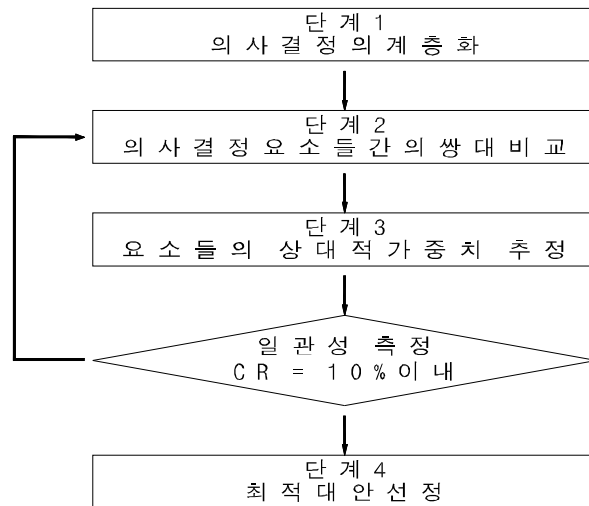 단계1
의사결정의계층화
단계2
의사결정요소들간의쌍대비교
단계3
요소들의 상대적가중치 추정
일관성 측정
CR = 10%이내
단계4
최적대안선정